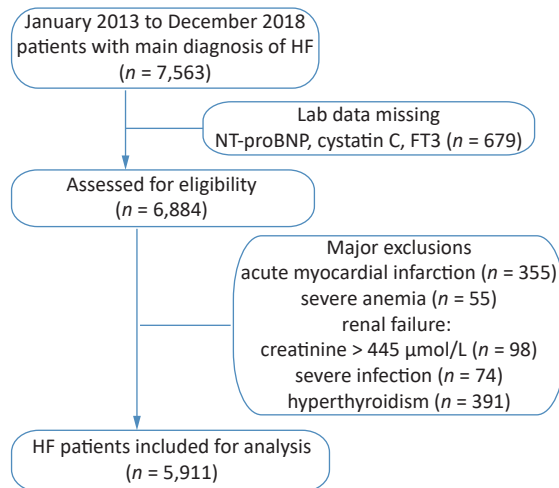 January 2013 to December 2018
patients with main diagnosis of HF
(n = 7,563)
Lab data missing
NT-proBNP, cystatin C, FT3 (n = 679)
Assessed for eligibility
(n = 6,884)
Major exclusions
acute myocardial infarction (n = 355)
severe anemia (n = 55)
renal failure:
creatinine > 445 μmol/L (n = 98)
severe infection (n = 74)
hyperthyroidism (n = 391)
HF patients included for analysis
(n = 5,911)